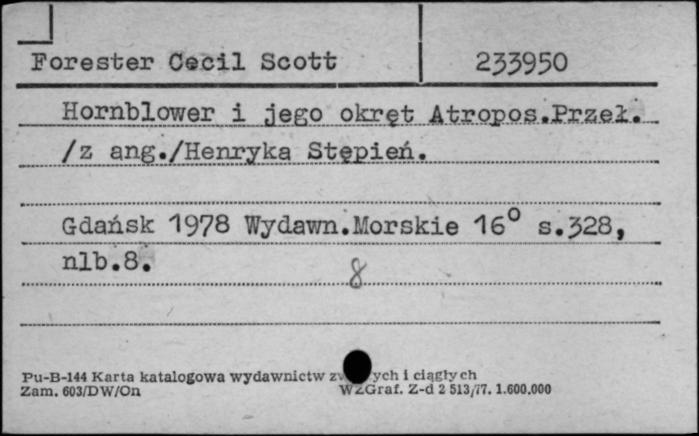 Forester Cecil Scott 233950
Hornblower i jego okręt Atropos.Przeł.
/z ang./Henryka Stępień.
Gdańsk 1978 Wydawn.Morskie 16° s.328,
nlb.8.
8
Pu-B-144 Karta katalogowa wydawnictw i ciągłych
Zam. 603/DW/On WZGraf. Z-d 2 513/77. 1.600.000